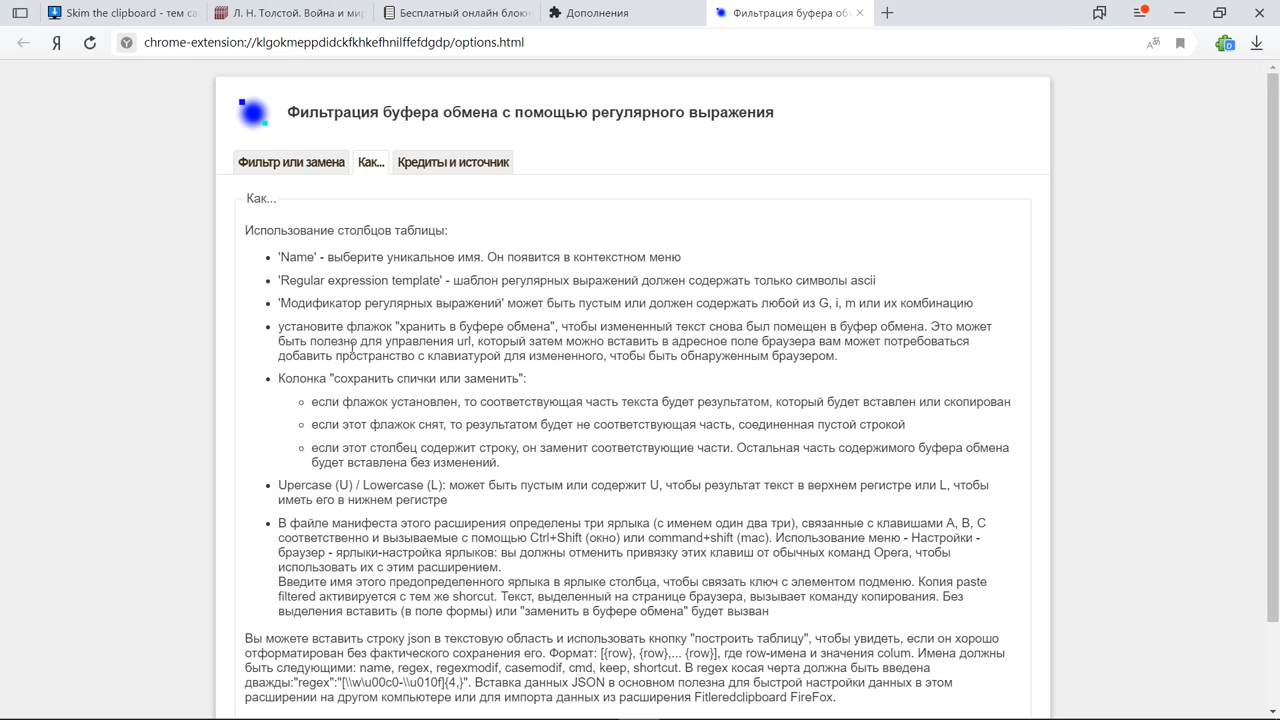 Skim the clipboard - тем са
Л. Н. Толстой. Война и мир
Бесплатный онлайн блокн
Дополнения
Фильтрация буфера об
Я
chrome-extension://klgokmeppdidckfkhkefhnilffefdgdp/options.html
Фильтрация буфера обмена с помощью регулярного выражения
Фильтр или замена
Как...
Кредиты и источник
Как...
Использование столбцов таблицы:
'Name' - выберите уникальное имя. Он появится в контекстном меню
'Regular expression template' - шаблон регулярных выражений должен содержать только символы ascii
'Модификатор регулярных выражений' может быть пустым или должен содержать любой из G, i, m или их комбинацию
установите флажок "хранить в буфере обмена", чтобы измененный текст снова был помещен в буфер обмена. Это может
быть полезно для управления url, который затем можно вставить в адресное поле браузера вам может потребоваться
добавить пространство с клавиатурой для измененного, чтобы быть обнаруженным браузером.
Колонка "сохранить спички или заменить":
если флажок установлен, то соответствующая часть текста будет результатом, который будет вставлен или скопирован
если этот флажок снят, то результатом будет не соответствующая часть, соединенная пустой строкой
если этот столбец содержит строку, он заменит соответствующие части. Остальная часть содержимого буфера обмена
будет вставлена без изменений.
Upercase (U) / Lowercase (L): может быть пустым или содержит U, чтобы результат текст в верхнем регистре или L, чтобы
иметь его в нижнем регистре
В файле манифеста этого расширения определены три ярлыка (с именем один два три), связанные с клавишами A, B, C
соответственно и вызываемые с помощью Ctrl+Shift (окно) или command+shift (mac). Использование меню - Настройки -
браузер - ярлыки-настройка ярлыков: вы должны отменить привязку этих клавиш от обычных команд Opera, чтобы
использовать их с этим расширением.
Введите имя этого предопределенного ярлыка в ярлыке столбца, чтобы связать ключ с элементом подменю. Копия paste
filtered активируется с тем же shorcut. Текст, выделенный на странице браузера, вызывает команду копирования. Без
выделения вставить (в поле формы) или "заменить в буфере обмена" будет вызван
Вы можете вставить строку json в текстовую область и использовать кнопку "построить таблицу", чтобы увидеть, если он хорошо
отформатирован без фактического сохранения его. Формат: [{row}, {row},... {row}], где row-имена и значения colum. Имена должны
быть следующими: name, regex, regexmodif, casemodif, cmd, keep, shortcut. В regex косая черта должна быть введена
дважды:"regex":"[\\w\u00c0-\\u010f]{4,}". Вставка данных JSON в основном полезна для быстрой настройки данных в этом
расширении на другом компьютере или для импорта данных из расширения Fitleredclipboard FireFox.